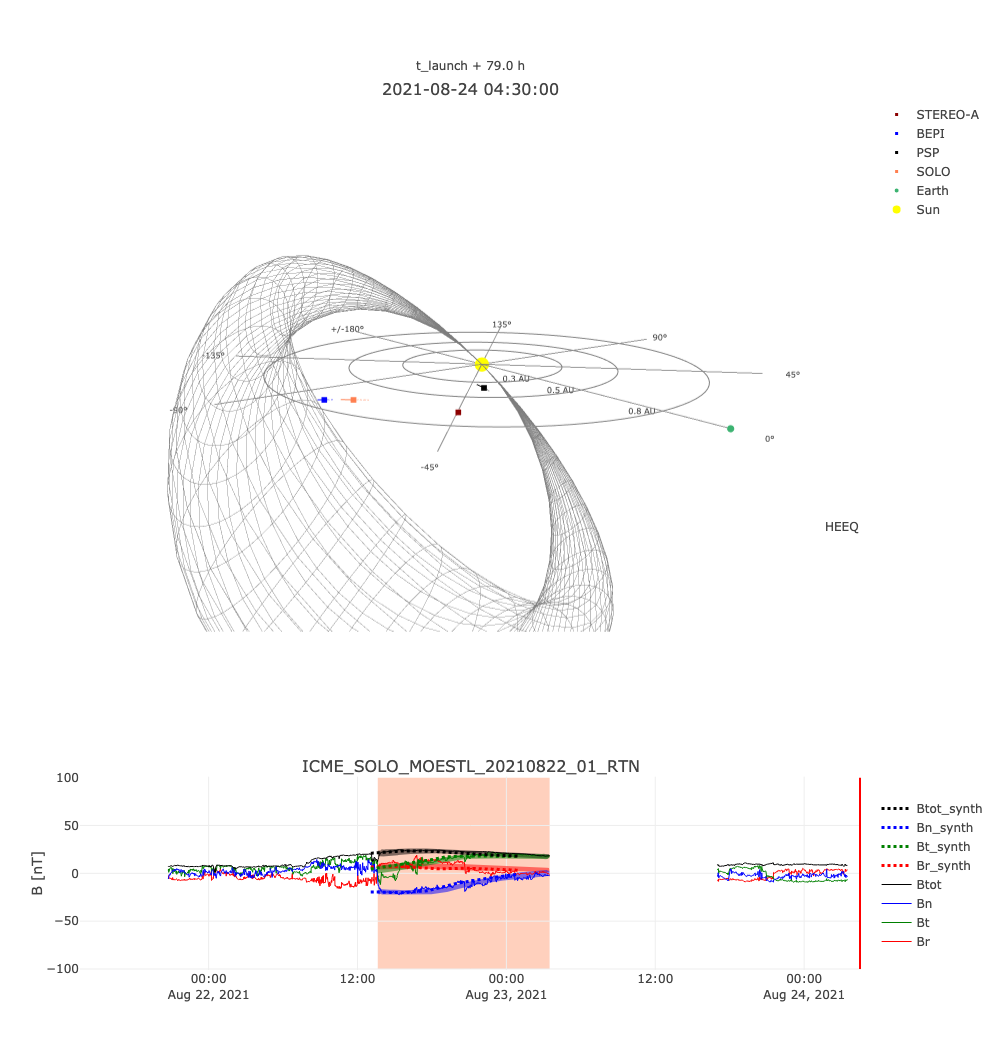 t_launch + 79.0 h
2021-08-24 04:30:00
STEREO-A
BEPI
PSP
SOLO
Earth
Sun
135°
+/-180°
90°
-135°
45°
0.3 AU
0.5 AU
-90°
0.8 AU
0°
-45°
HEEQ
ICME_SOLO_MOESTL_20210822_01_RTN
B [nT]
100
50
0
−50
−100
00:00
Aug 22, 2021
12:00
00:00
Aug 23, 2021
12:00
00:00
Aug 24, 2021
Btot_synth
Bn_synth
Bt_synth
Br_synth
Btot
Bn
Bt
Br